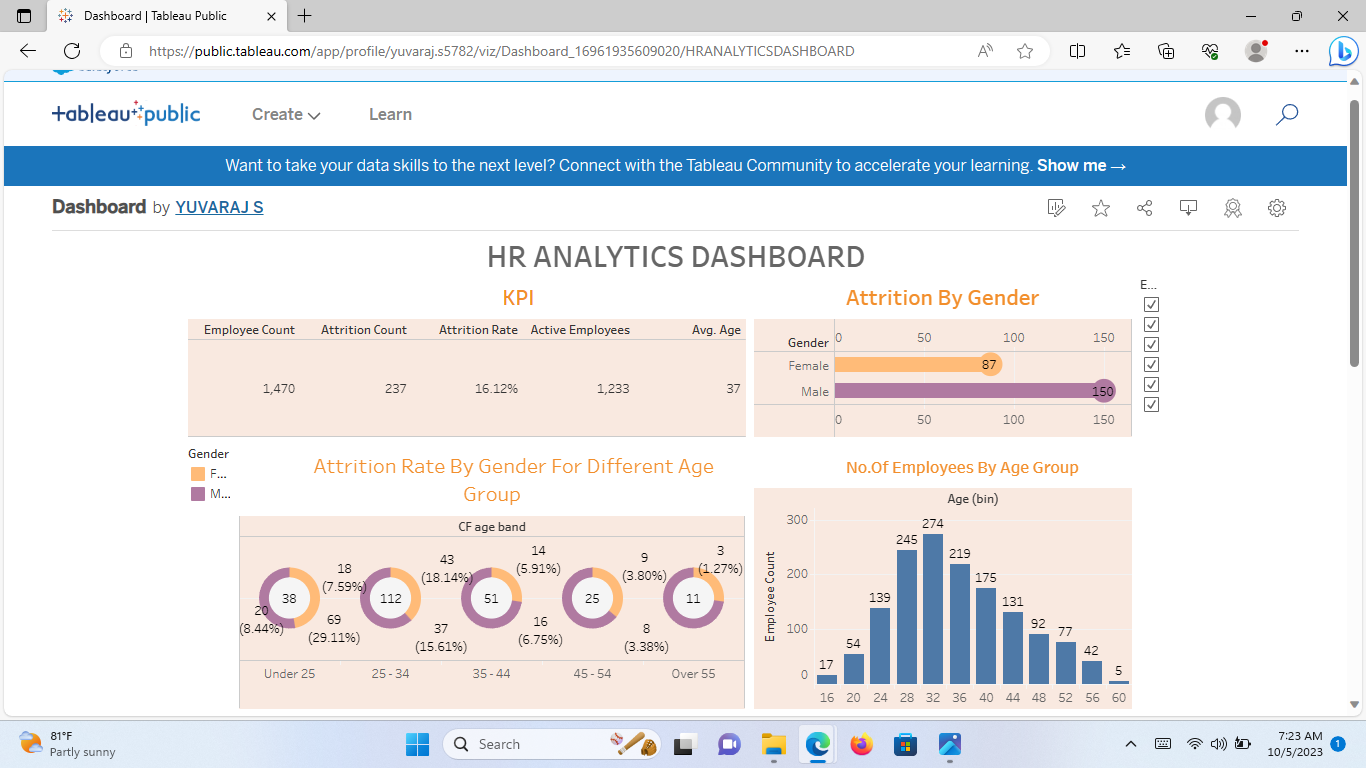 Dashboard | Tableau Public
https://public.tableau.com/app/profile/yuvaraj.s5782/viz/Dashboard_16961935609020/HRANALYTICSDASHBOARD
+ableau public
Create
Learn
Want to take your data skills to the next level? Connect with the Tableau Community to accelerate your learning. Show me →
Dashboard by YUVARAJ S
HR ANALYTICS DASHBOARD
KPI
Employee Count Attrition Count Attrition Rate Active Employees Avg. Age
1,470 237 16.12% 1,233 37
Attrition By Gender
Gender 0 50 100 150
Female 87
Male 150
0 50 100 150
E...
Gender
F...
M...
Attrition Rate By Gender For Different Age
Group
CF age band
18
(7.59%)
43
(18.14%)
14
(5.91%)
9
(3.80%)
3
(1.27%)
38 112 51 25 11
20
(8.44%)
69
(29.11%)
37
(15.61%)
16
(6.75%)
8
(3.38%)
Under 25 25 - 34 35 - 44 45 - 54 Over 55
No.Of Employees By Age Group
Age (bin)
Employee Count
300
200
100
0
17 54 139 245 274 219 175 131 92 77 42 5
16 20 24 28 32 36 40 44 48 52 56 60
81°F
Partly sunny
Search
7:23 AM
10/5/2023
1